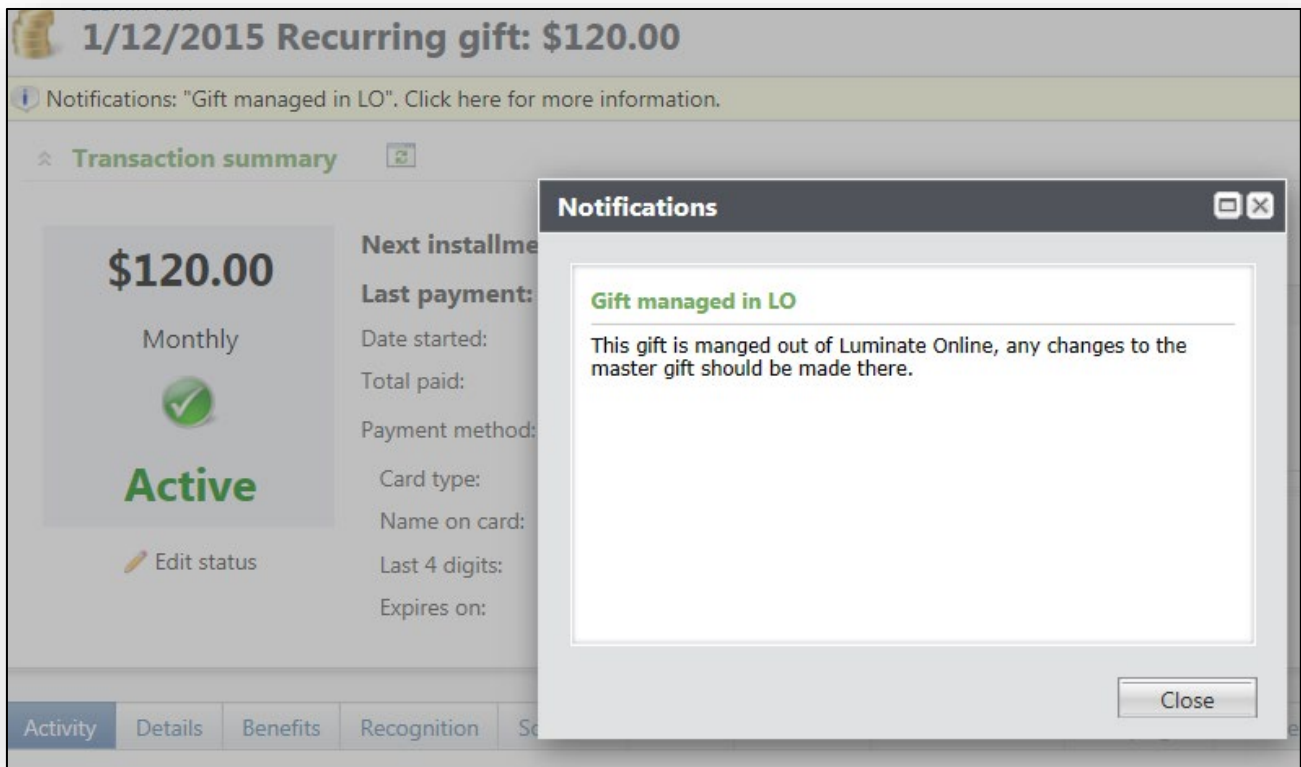 1/12/2015 Recurring gift: $120.00
Notifications: "Gift managed in LO". Click here for more information.
Transaction summary
Notifications
$120.00
Monthly
Active
Edit status
Next installme
Last payment:
Date started:
Total paid:
Payment method:
Card type:
Name on card:
Last 4 digits:
Expires on:
Gift managed in LO
This gift is manged out of Luminate Online, any changes to the
master gift should be made there.
Close
Activity Details Benefits Recognition